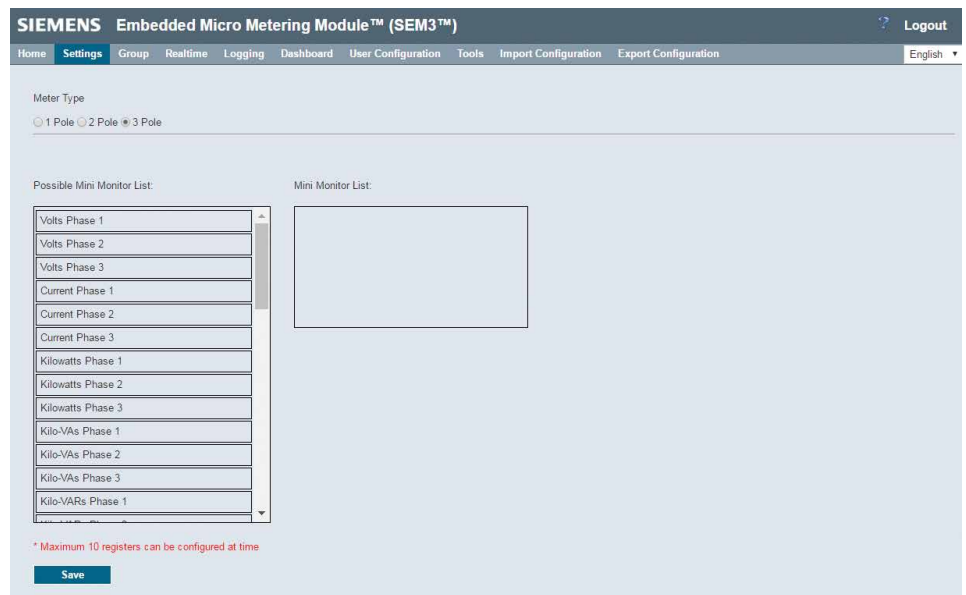 SIEMENS Embedded Micro Metering Module™ (SEM3™) ? Logout
Home Settings Group Realtime Logging Dashboard User Configuration Tools Import Configuration Export Configuration English
Meter Type
1 Pole 2 Pole 3 Pole
Possible Mini Monitor List: Mini Monitor List:
Volts Phase 1
Volts Phase 2
Volts Phase 3
Current Phase 1
Current Phase 2
Current Phase 3
Kilowatts Phase 1
Kilowatts Phase 2
Kilowatts Phase 3
Kilo-VAs Phase 1
Kilo-VAs Phase 2
Kilo-VAs Phase 3
Kilo-VARs Phase 1
* Maximum 10 registers can be configured at time
Save